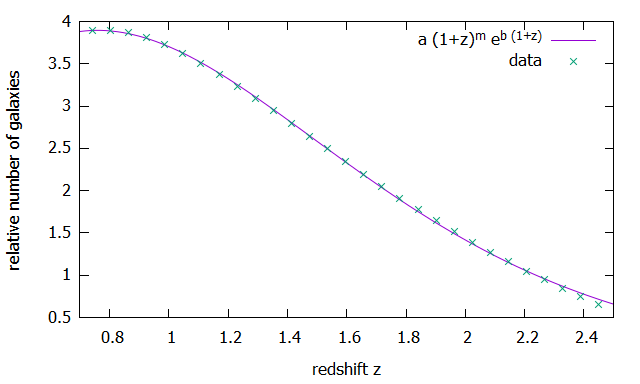 a (1+z)^m e^b (1+z)
data
relative number of galaxies
4
3.5
3
2.5
2
1.5
1
0.5
0.8 1 1.2 1.4 1.6 1.8 2 2.2 2.4
redshift z